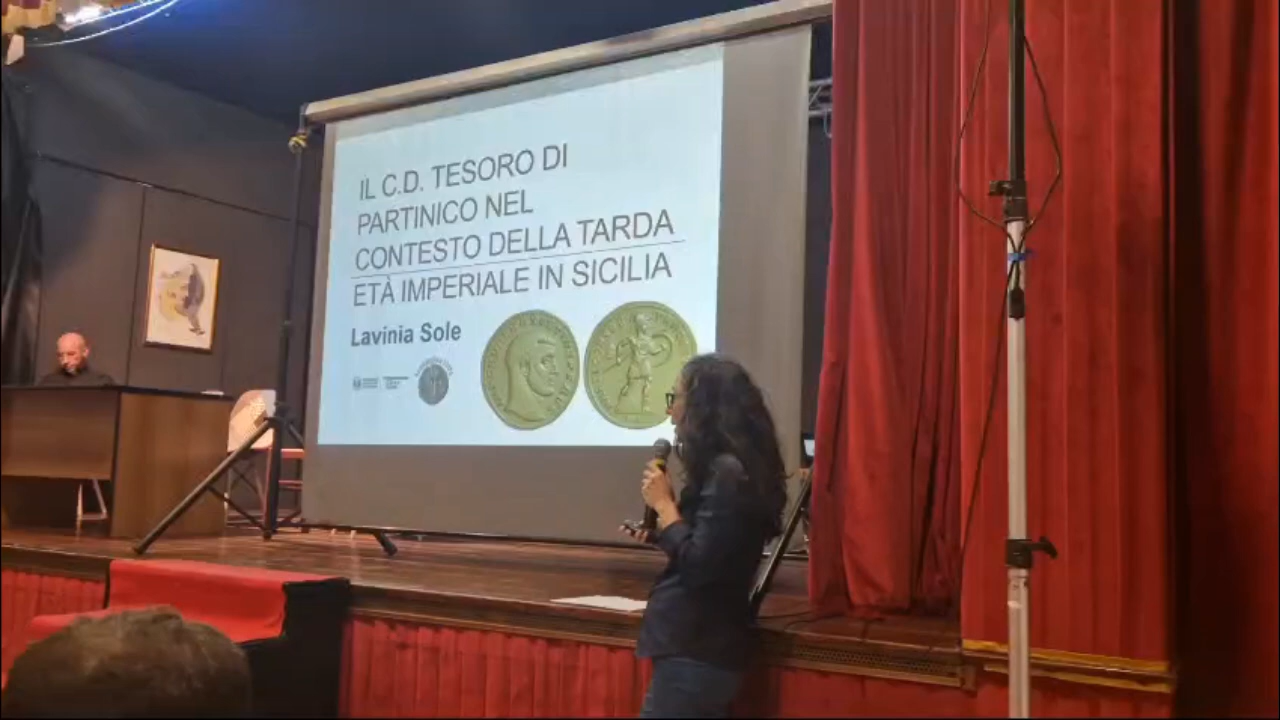 IL C.D. TESORO DI
PARTINICO NEL
CONTESTO DELLA TARDA
ETÀ IMPERIALE IN SICILIA
Lavinia Sole